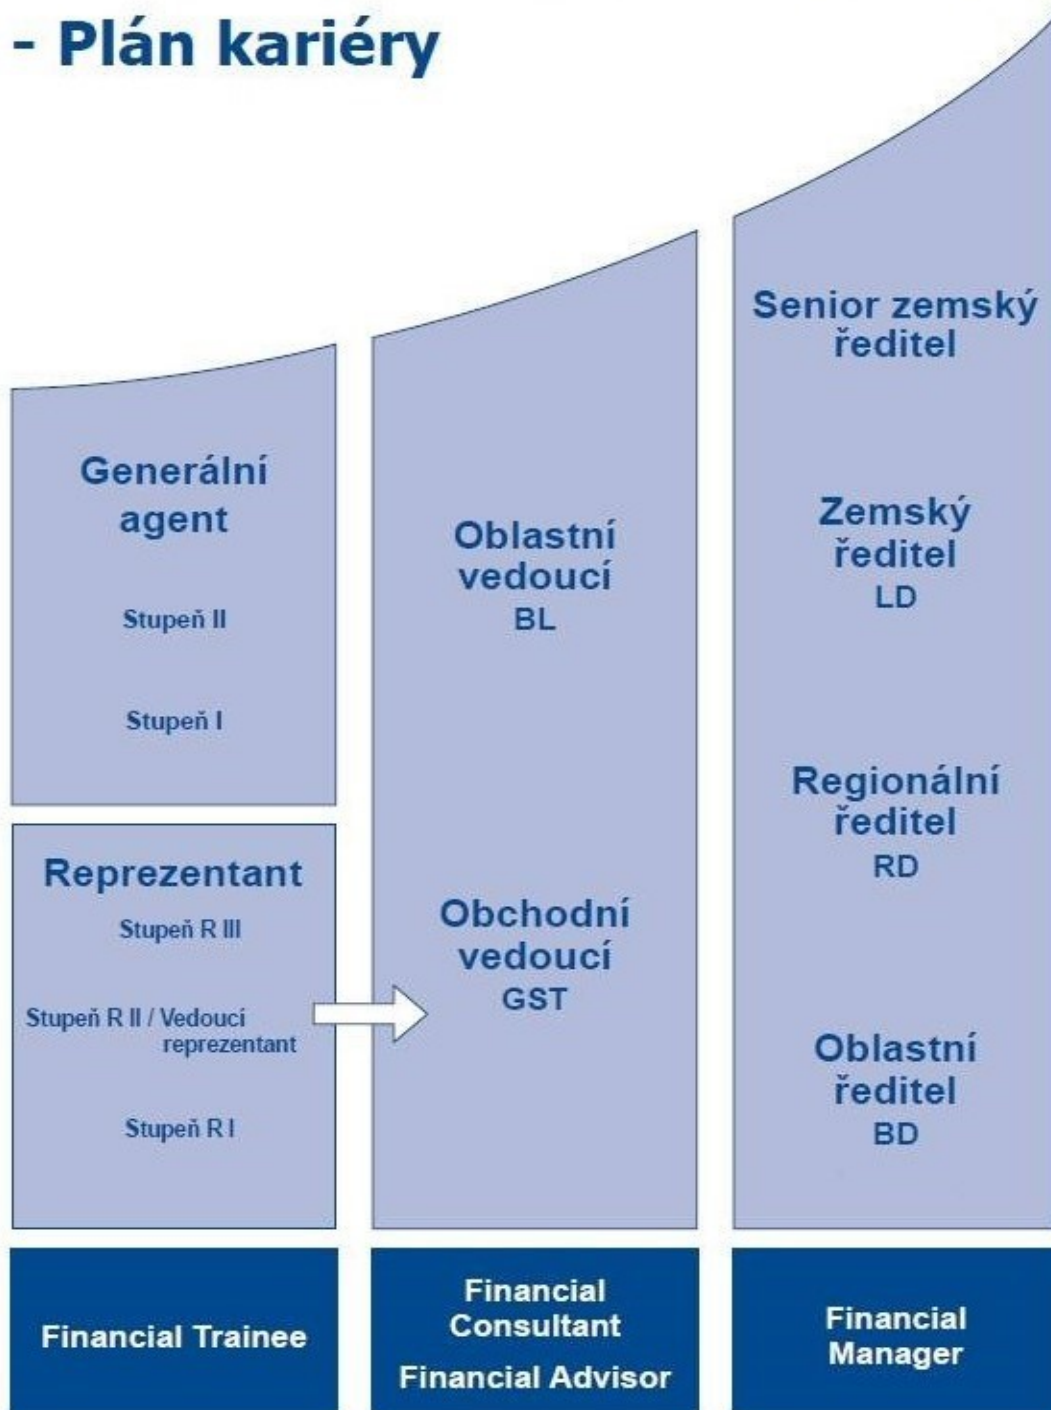 - Plán kariéry
Generální
agent
Stupeň II
Stupeň I
Reprezentant
Stupeň R III
Stupeň R II / Vedoucí
reprezentant
Stupeň R I
Financial Trainee
Oblastní
vedoucí
BL
Obchodní
vedoucí
GST
Financial
Consultant
Financial Advisor
Senior zemský
ředitel
Zemský
ředitel
LD
Regionální
ředitel
RD
Oblastní
ředitel
BD
Financial
Manager